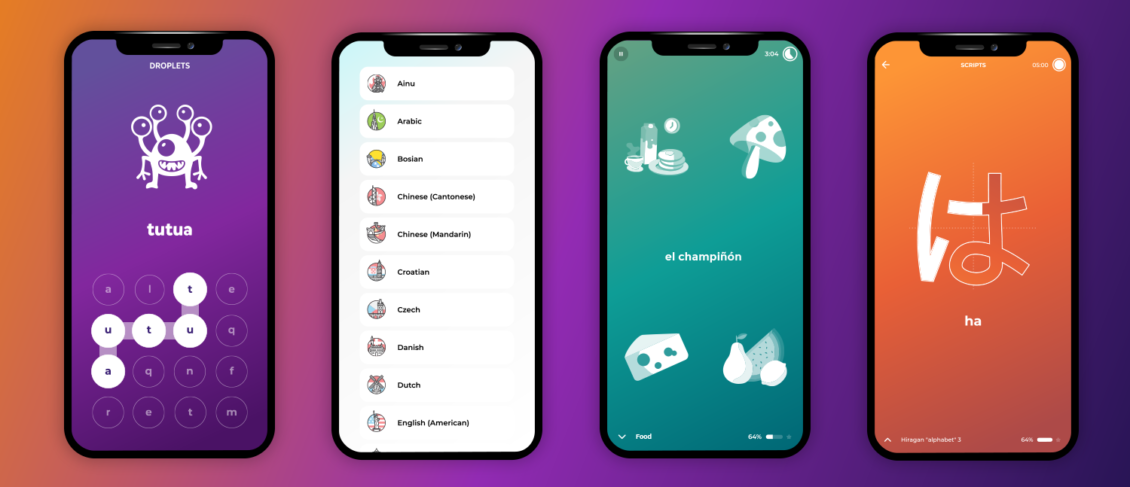 DROPLETS
tutua
a l t e
u t u q
a q n f
r e t m
Ainu
Arabic
Bosian
Chinese (Cantonese)
Chinese (Mandarin)
Croatian
Czech
Danish
Dutch
English (American)
3:04
el champiñón
Food
64%
SCRIPTS
05:00
は
ha
Hiragan "alphabet" 3
64%